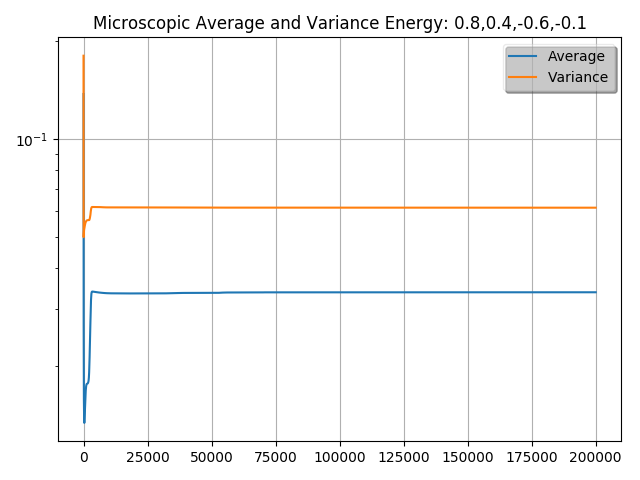 Microscopic Average and Variance Energy: 0.8,0.4,-0.6,-0.1
Average
Variance
10⁻¹
0 25000 50000 75000 100000 125000 150000 175000 200000